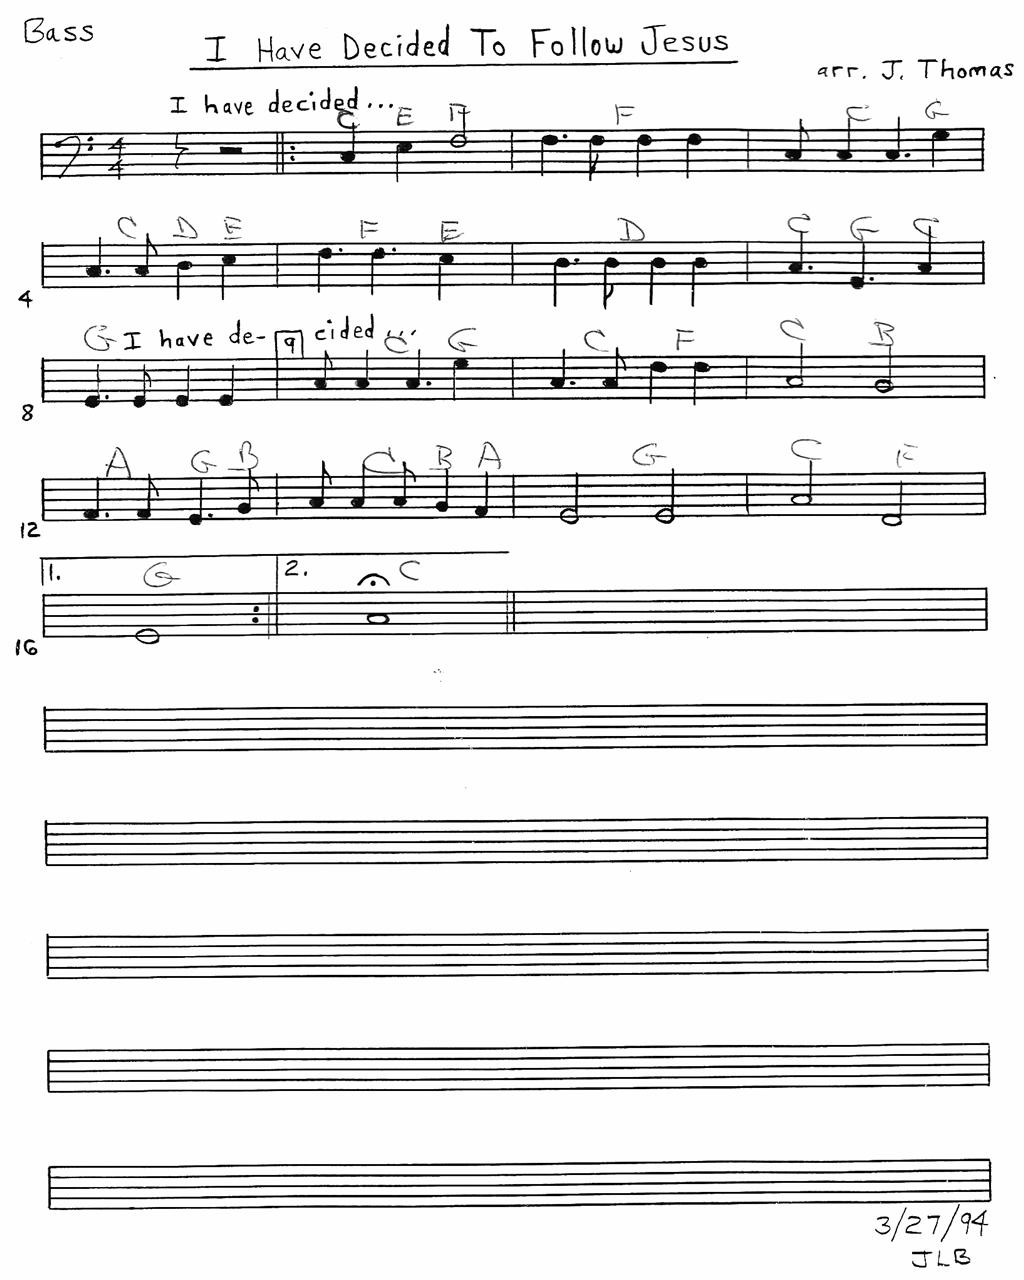 Bass
I Have Decided To Follow Jesus
arr. J. Thomas
I have decided...
C E F F C G
4
4
C D E F E D C G C
4
G I have de- 9 cided... C G C F C B
8
A G B C B A G C F
12
1. G 2. C
16
3/27/94
JLB